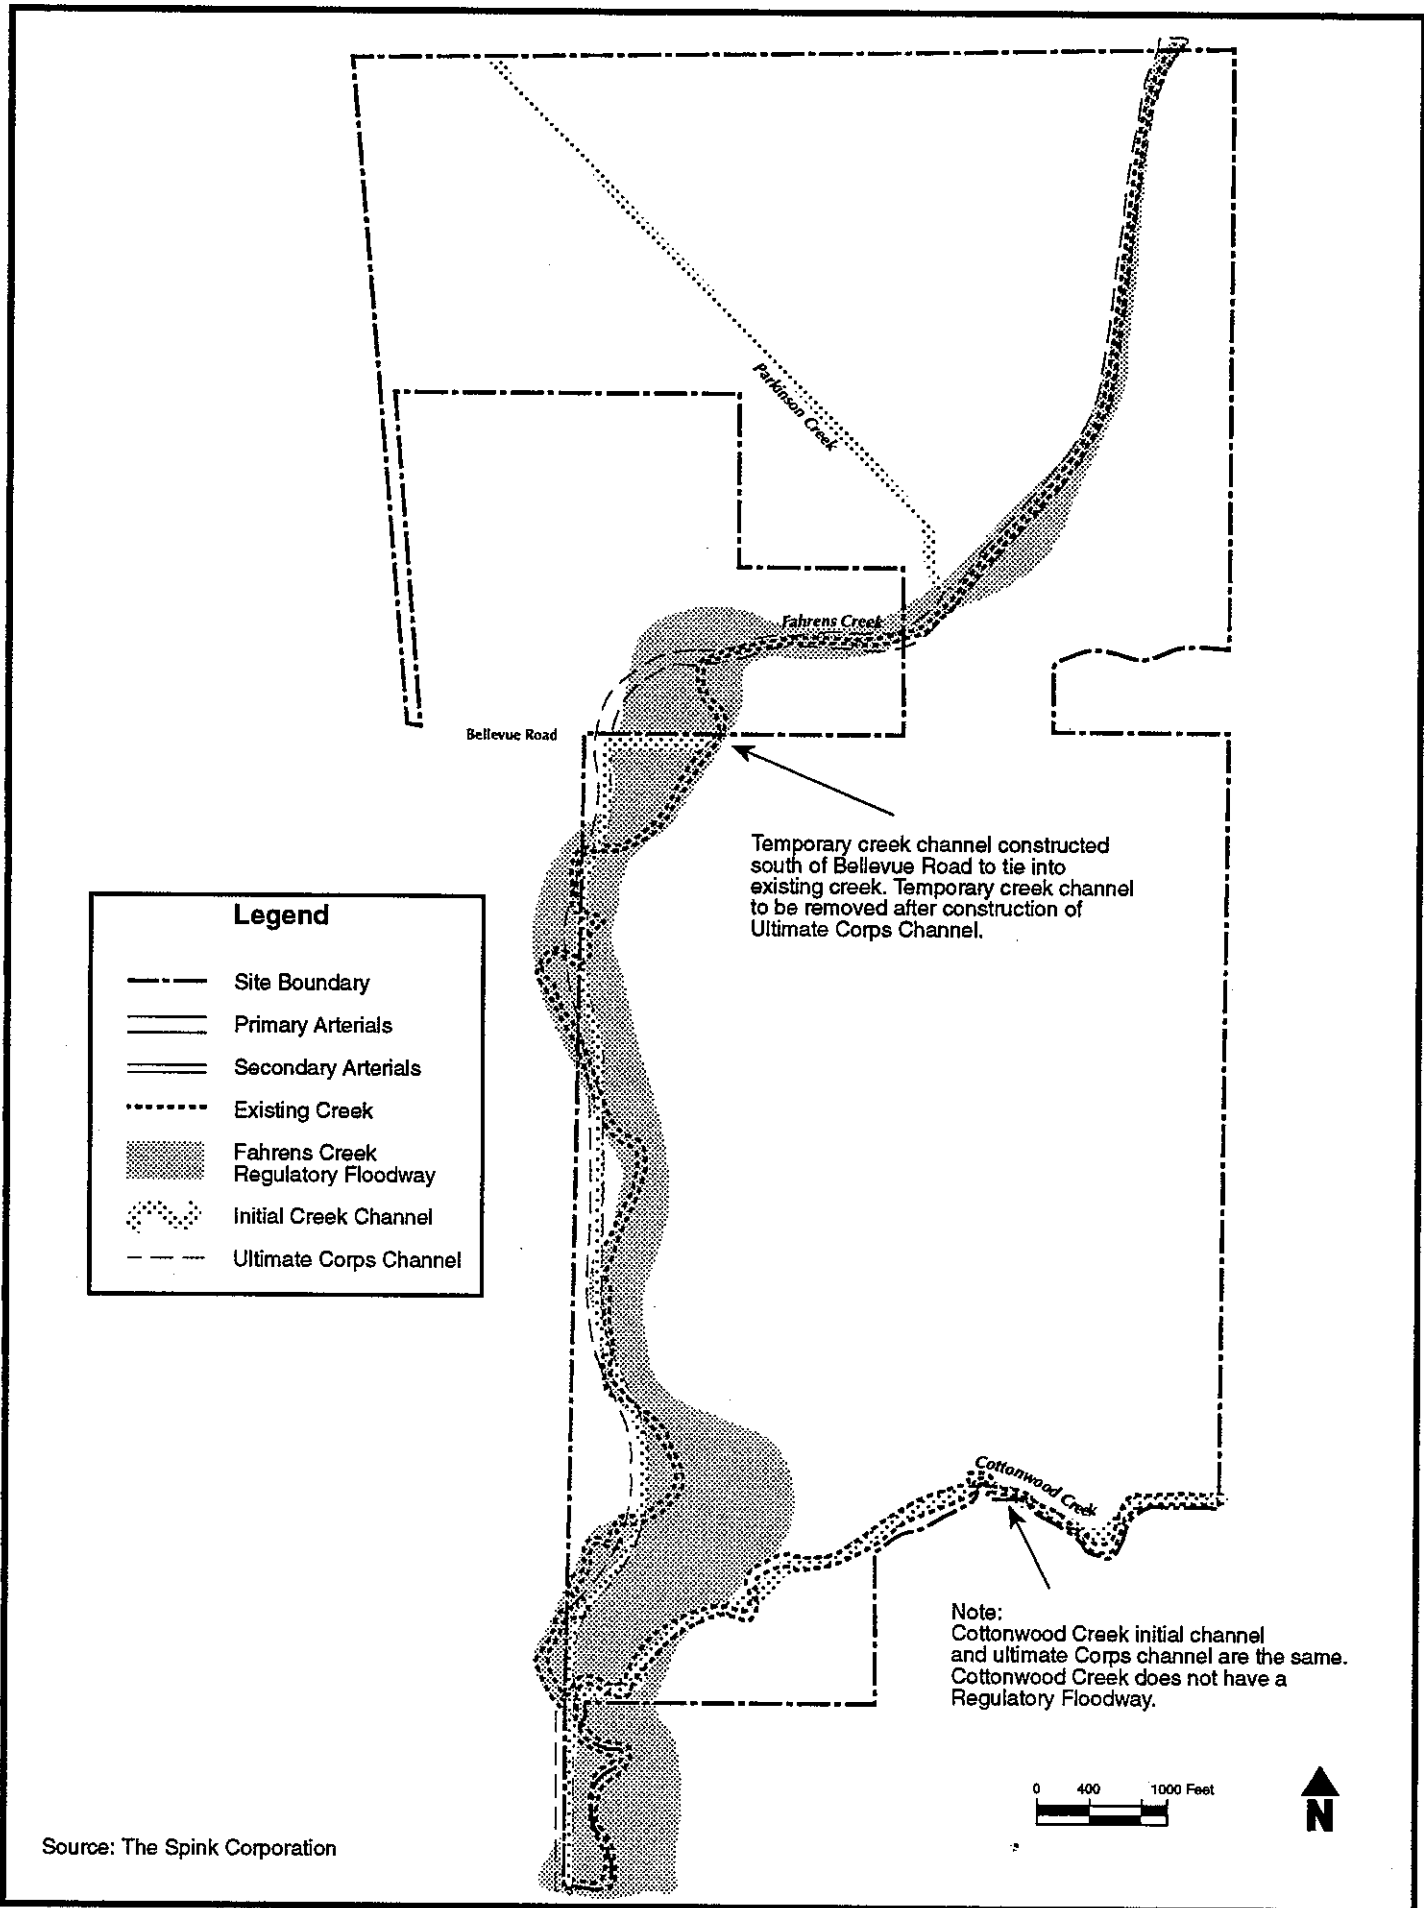 Parkinson Creek
Fahrens Creek
Bellevue Road
Temporary creek channel constructed
south of Bellevue Road to tie into
existing creek. Temporary creek channel
to be removed after construction of
Ultimate Corps Channel.
Legend
Site Boundary
Primary Arterials
Secondary Arterials
Existing Creek
Fahrens Creek
Regulatory Floodway
Initial Creek Channel
Ultimate Corps Channel
Cottonwood Creek
Note:
Cottonwood Creek initial channel
and ultimate Corps channel are the same.
Cottonwood Creek does not have a
Regulatory Floodway.
0 400 1000 Feet
N
Source: The Spink Corporation